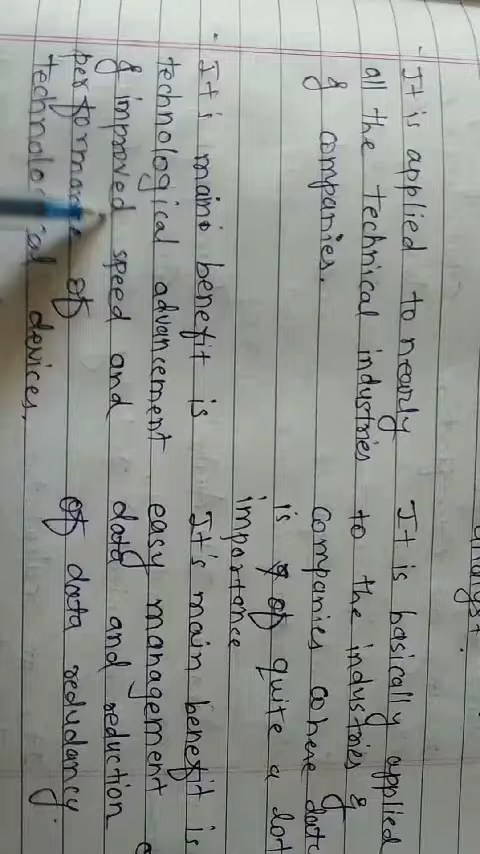 analyst.
. It is applied to nearly
all the technical industries
& companies.
. It i main benefit is
technological advancement
& improved speed and
performance of
technological devices.
It is basically applied
to the industries &
companies where data
is of quite a lot
importance
It's main benefit is
easy management
data and reduction
of data redudancy.